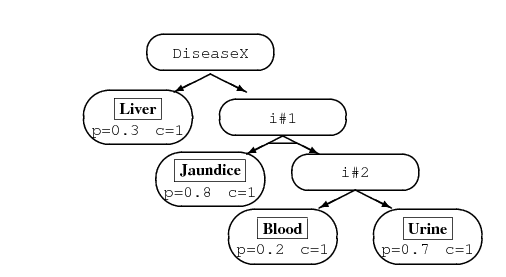 DiseaseX
Liver
p=0.3 c=1
i#1
Jaundice
p=0.8 c=1
i#2
Blood
p=0.2 c=1
Urine
p=0.7 c=1